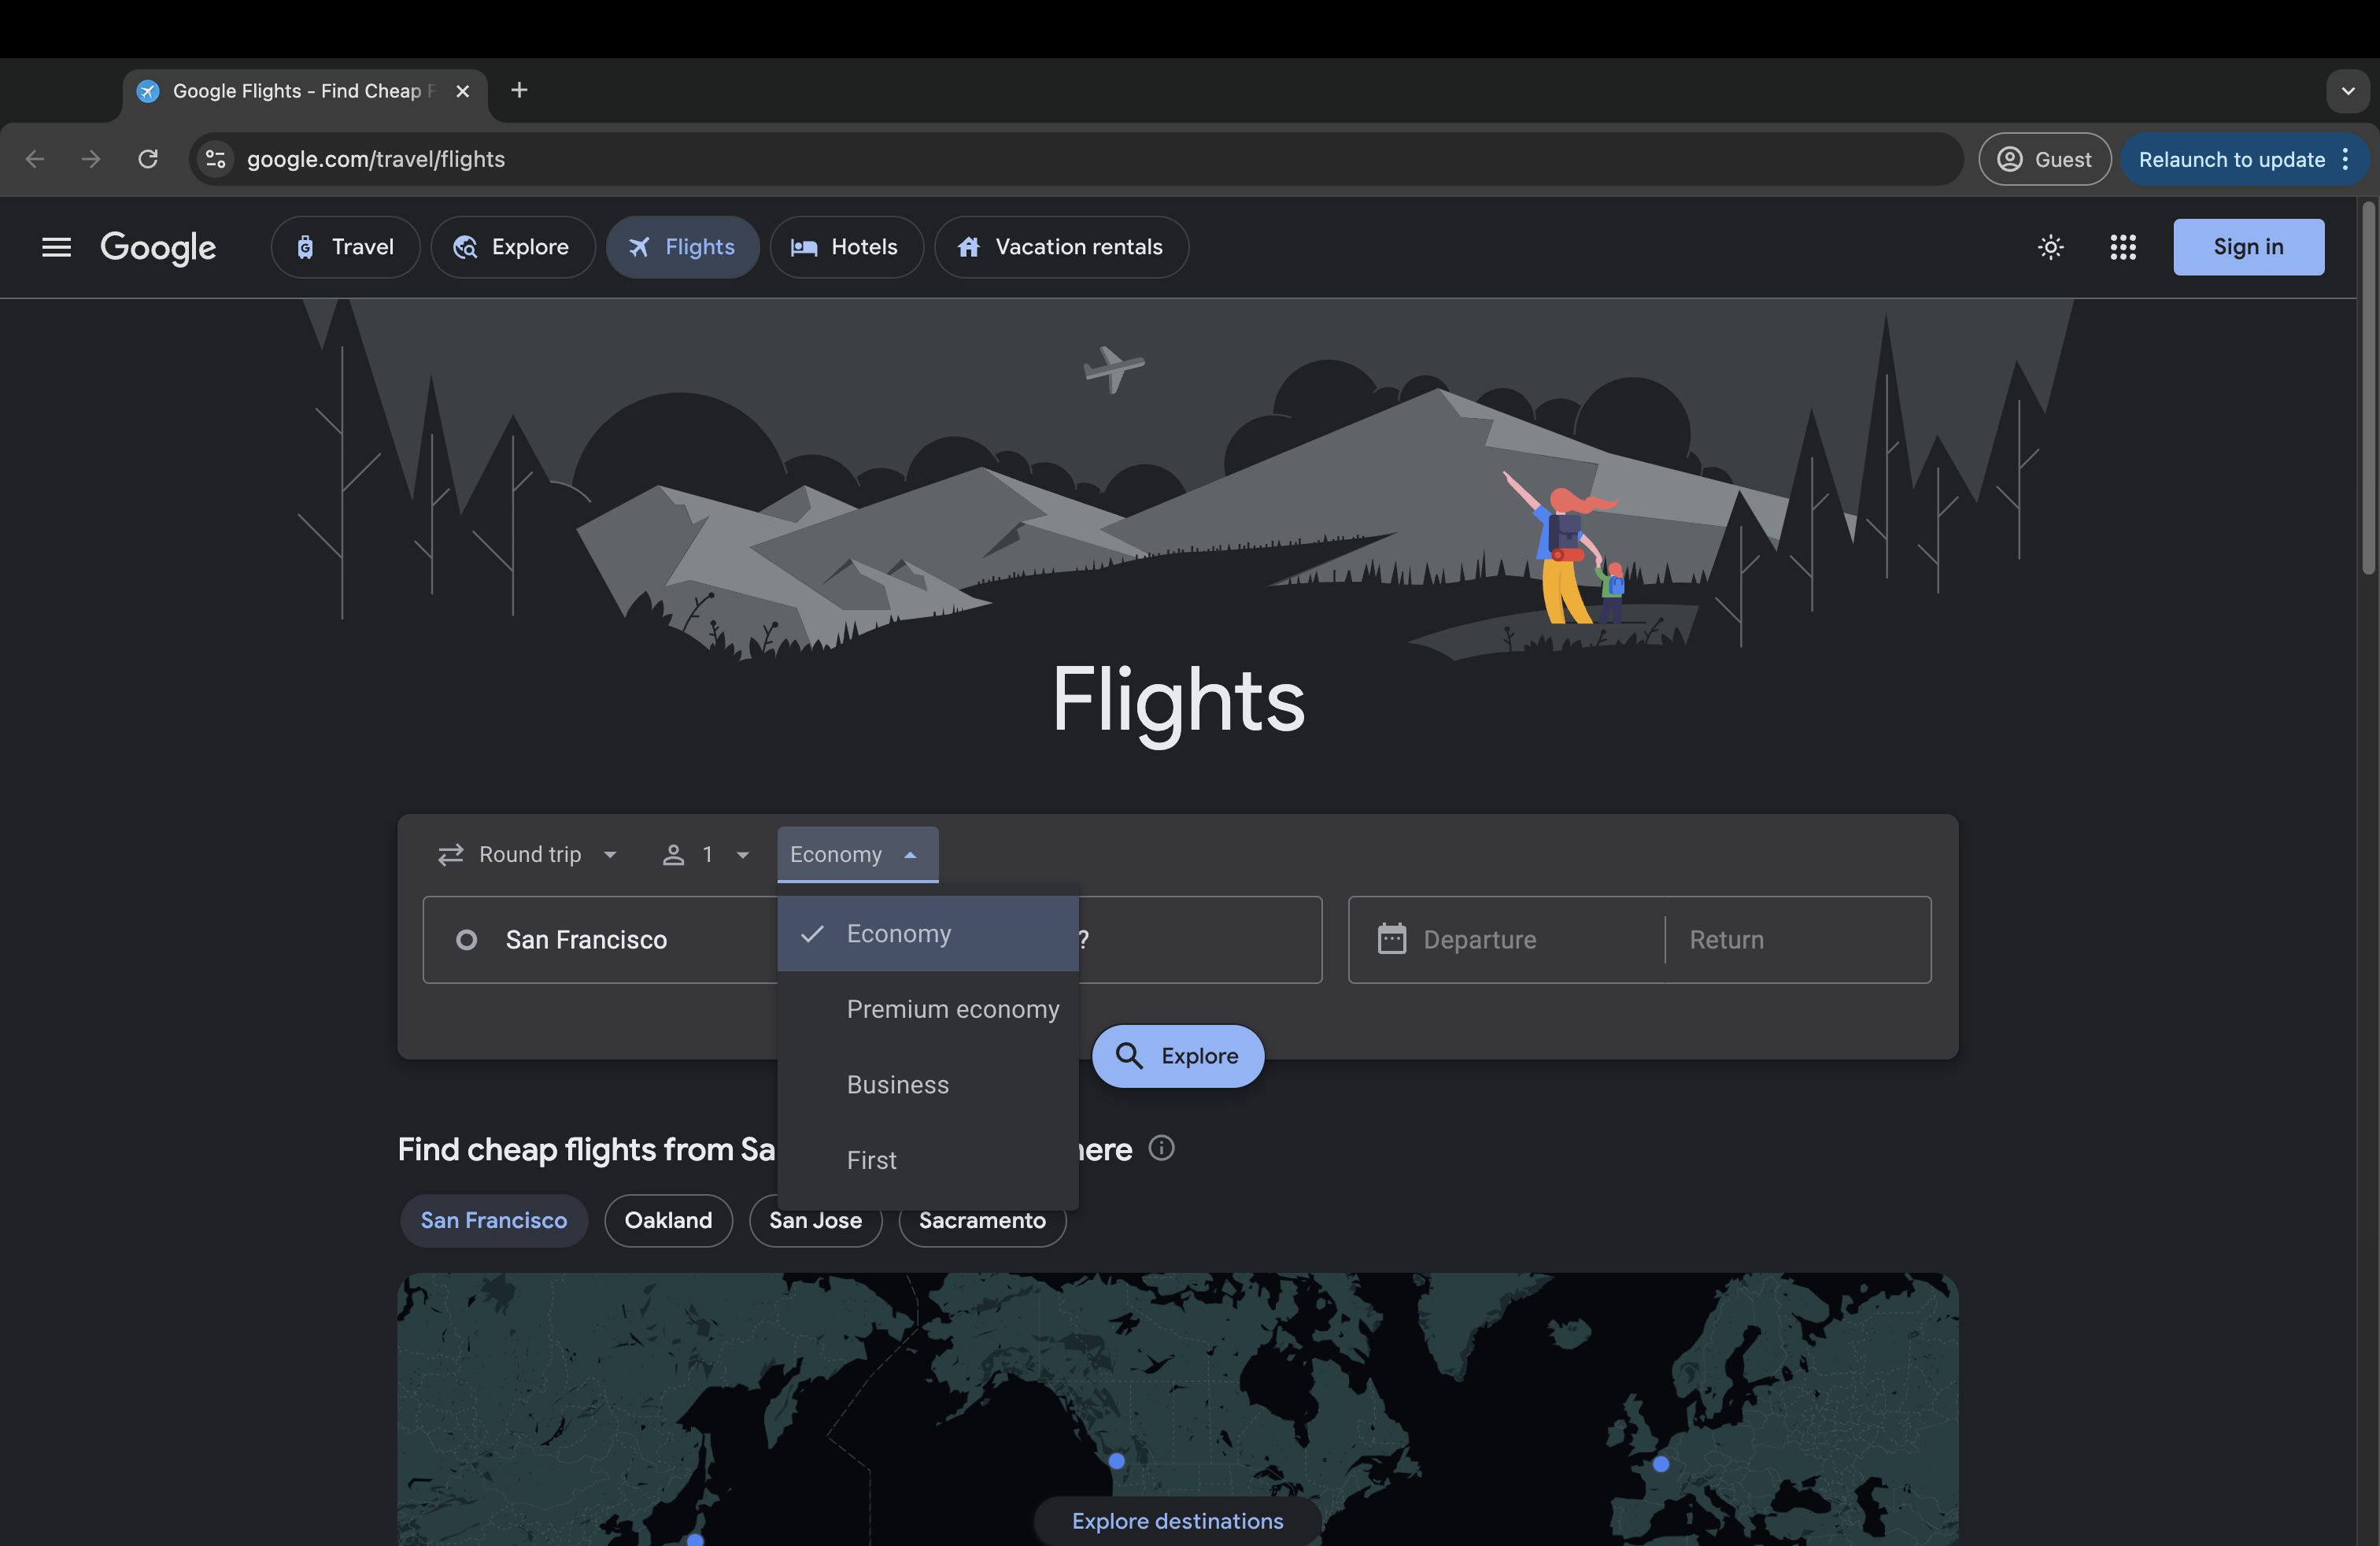 Google Flights - Find Cheap F
google.com/travel/flights
Guest
Relaunch to update
Google
Travel
Explore
Flights
Hotels
Vacation rentals
Sign in
Flights
Round trip
1
Economy
San Francisco
?
Departure
Return
Economy
Premium economy
Business
First
Explore
Find cheap flights from Sa
here
San Francisco
Oakland
San Jose
Sacramento
Explore destinations